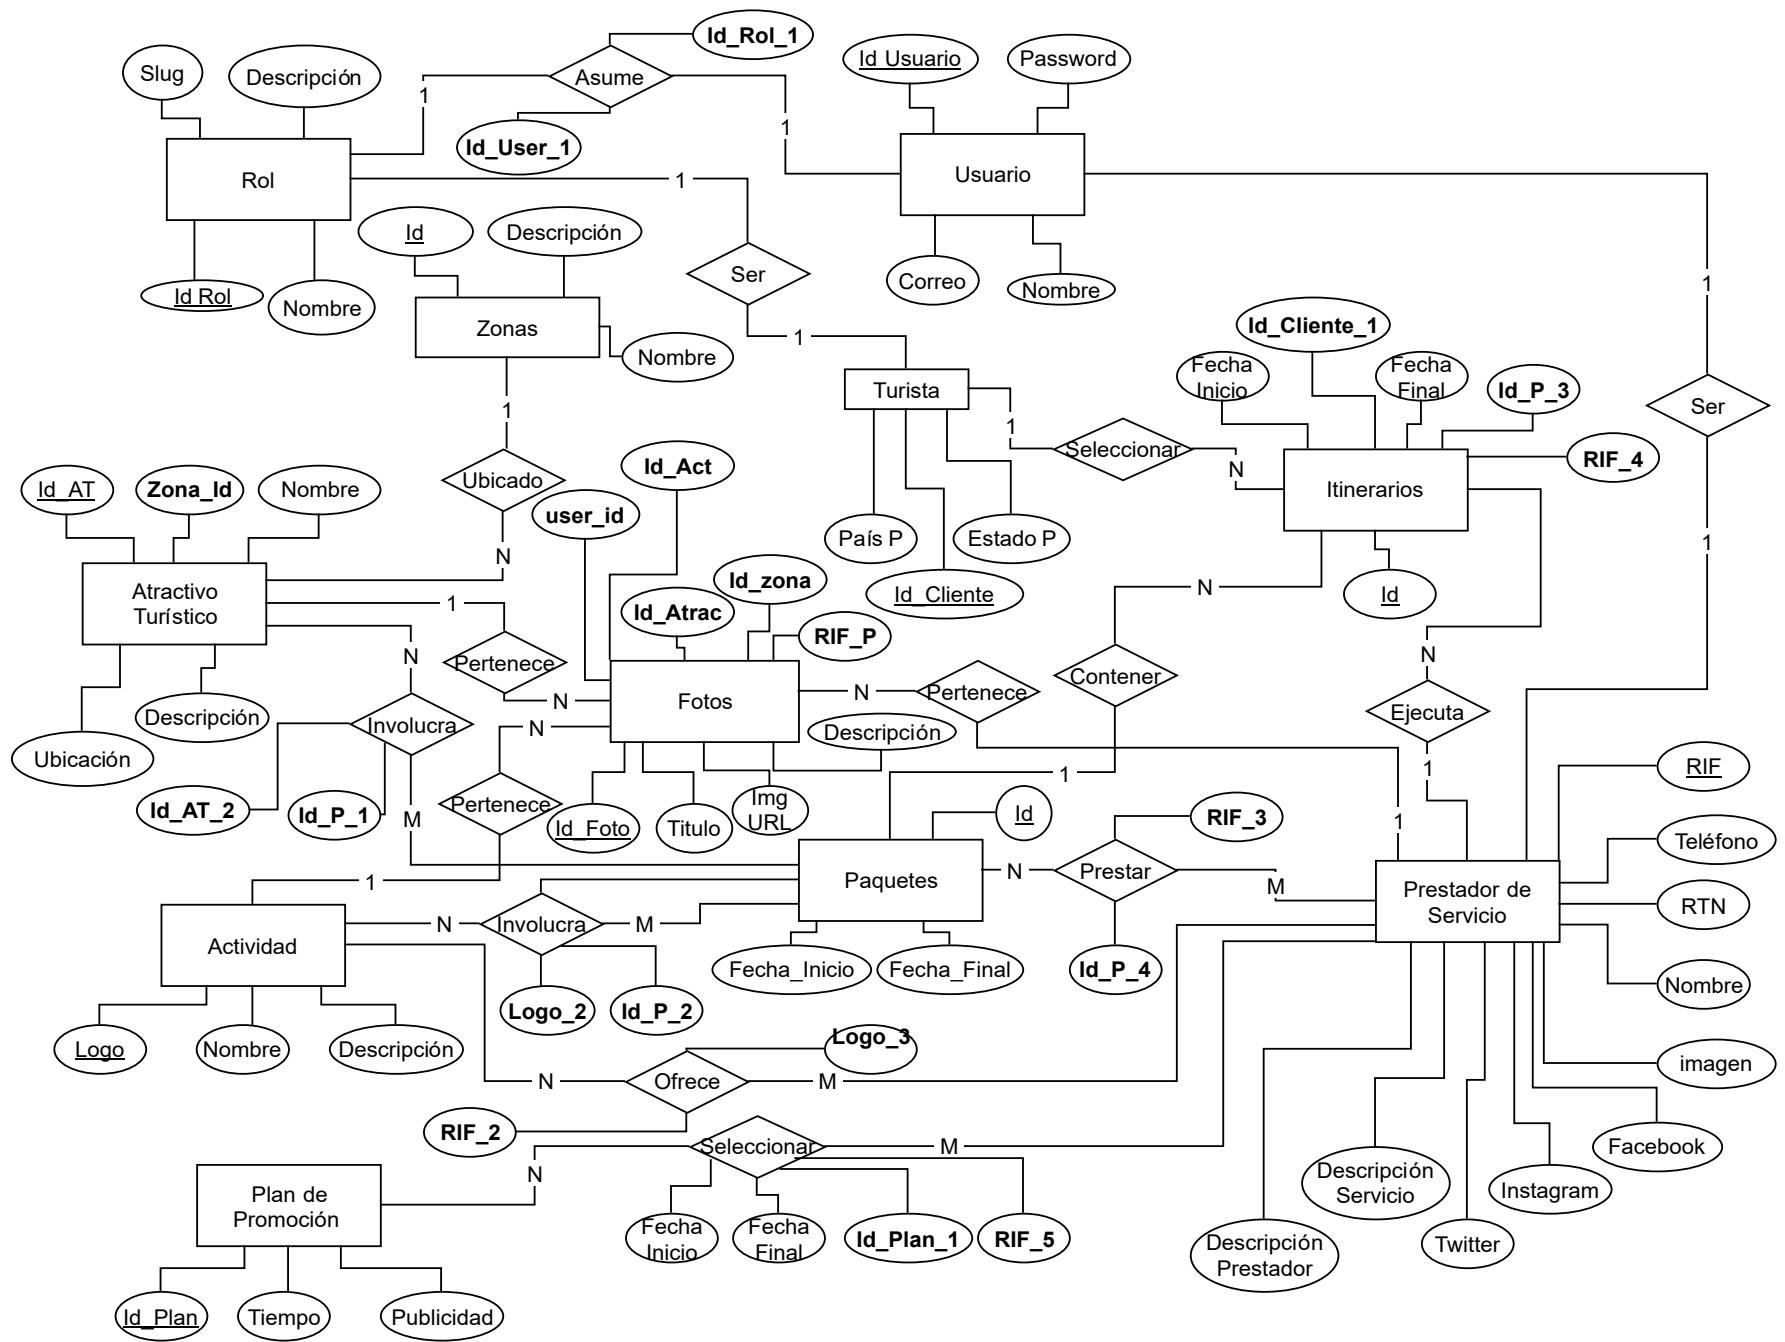 Id_Rol_1
Slug
Descripción
Asume
Id Usuario
Password
1
1
Id_User_1
Rol
1
Usuario
Id
Descripción
Id Rol
Nombre
Ser
Correo
Nombre
1
Zonas
Nombre
1
Id_Cliente_1
Fecha
Inicio
Fecha
Final
Id_P_3
Turista
Ser
1
1
Seleccionar
N
RIF_4
Itinerarios
Id_AT
Zona_Id
Nombre
Ubicado
Id_Act
user_id
País P
Estado P
1
N
Atractivo
Turístico
Id_zona
Id_Cliente
N
Id
1
Id_Atrac
RIF_P
N
Pertenece
Contener
N
Fotos
N
Pertenece
Ejecuta
Descripción
Involucra
N
Descripción
Ubicación
1
1
Id_AT_2
Id_P_1
M
Pertenece
Id_Foto
Titulo
Img
URL
Id
RIF_3
1
RIF
Teléfono
1
Paquetes
N
Prestar
M
Prestador de
Servicio
RTN
Actividad
N
Involucra
M
Fecha_Inicio
Fecha_Final
Id_P_4
Nombre
Logo_2
Id_P_2
Logo
Nombre
Descripción
Logo_3
imagen
N
Ofrece
M
RIF_2
Seleccionar
M
Facebook
N
Descripción
Servicio
Instagram
Plan de
Promoción
Fecha
Inicio
Fecha
Final
Id_Plan_1
RIF_5
Descripción
Prestador
Twitter
Id_Plan
Tiempo
Publicidad